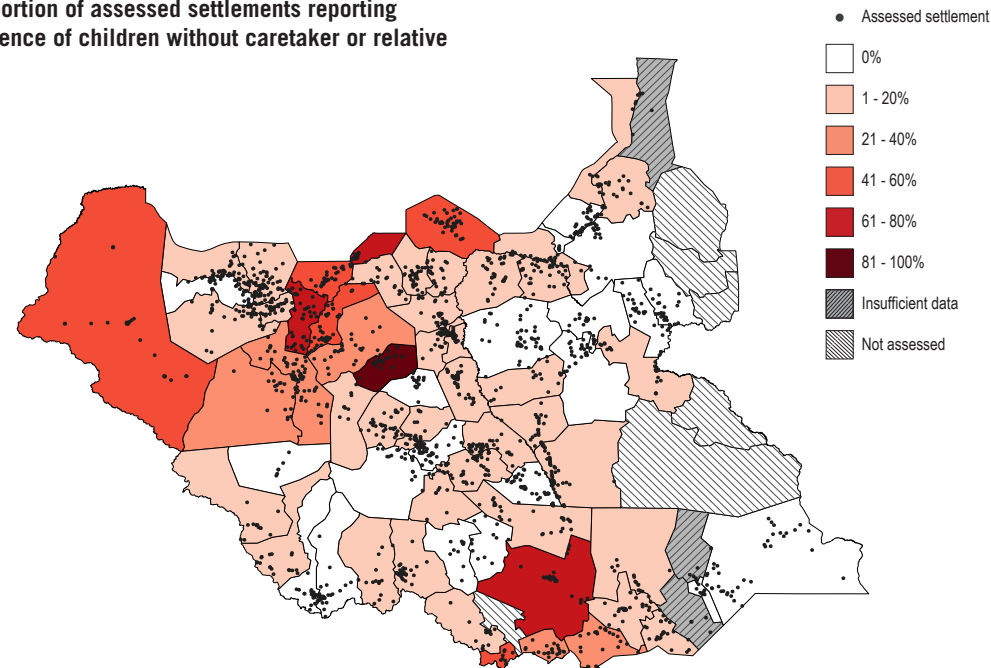 ortion of assessed settlements reporting
ence of children without caretaker or relative
Assessed settlement
0%
1 - 20%
21 - 40%
41 - 60%
61 - 80%
81 - 100%
Insufficient data
Not assessed